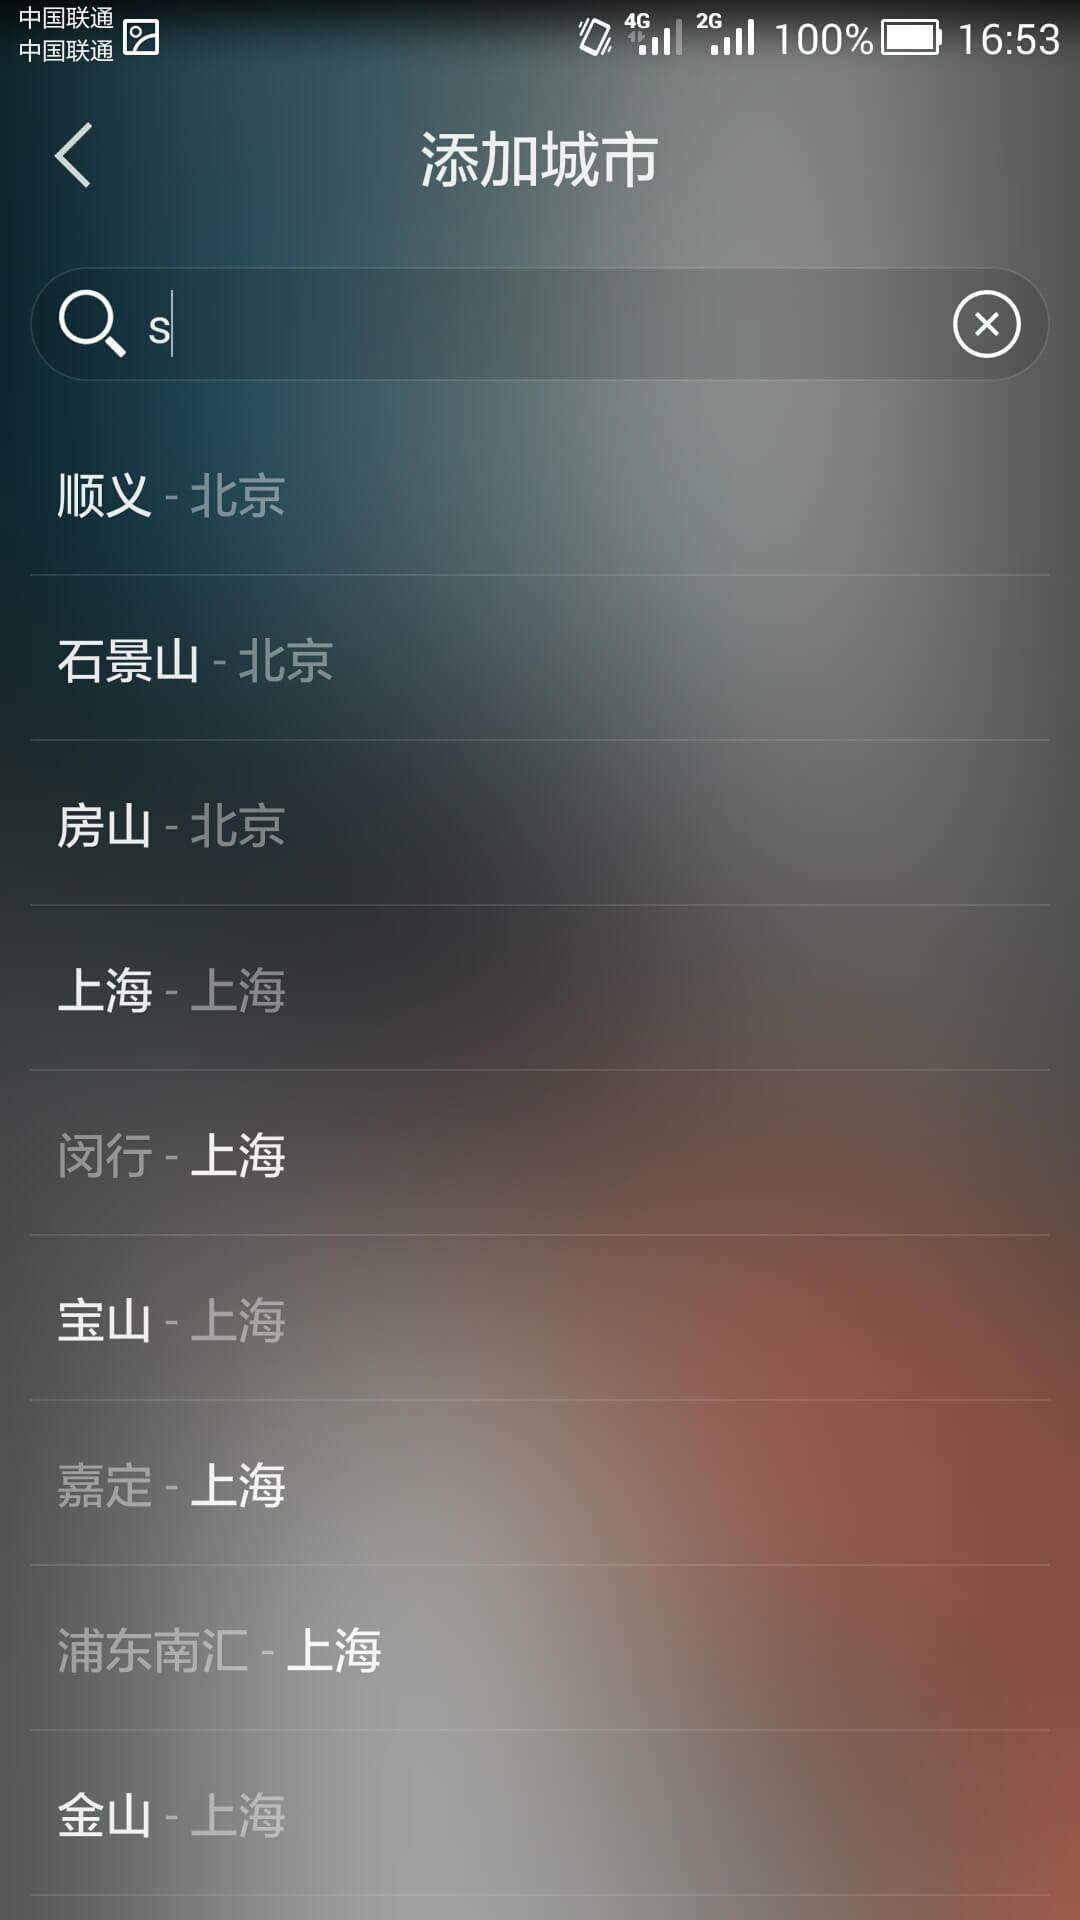 中国联通
中国联通
4G 2G 100% 16:53
添加城市
s
顺义 - 北京
石景山 - 北京
房山 - 北京
上海 - 上海
闵行 - 上海
宝山 - 上海
嘉定 - 上海
浦东南汇 - 上海
金山 - 上海